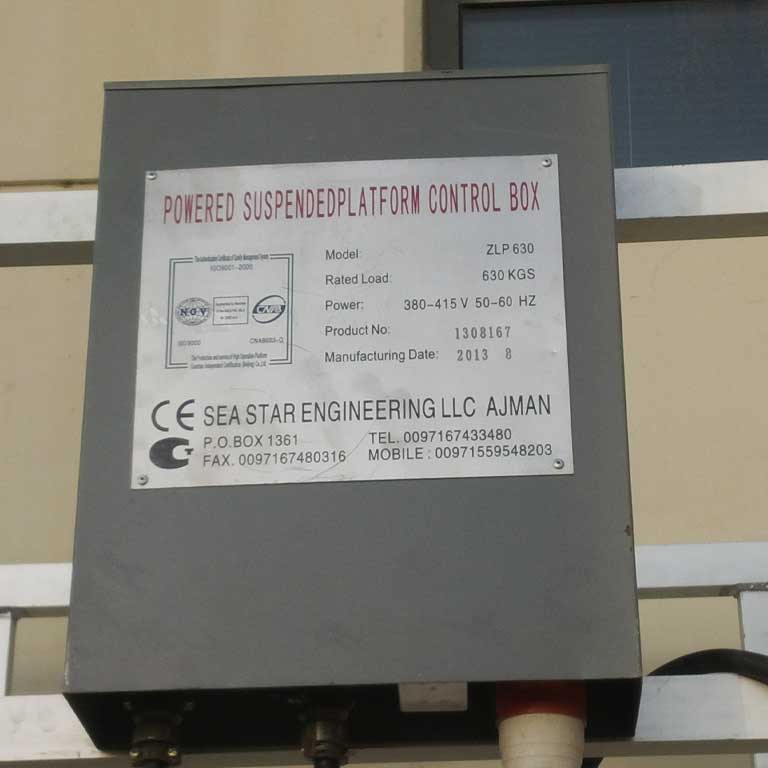 POWERED SUSPENDEDPLATFORM CONTROL BOX
ISO9001-2000
NGV
ISO9000
Model: ZLP 630
Rated Load: 630 KGS
Power: 380-415 V 50-60 HZ
Product No: 1308167
Manufacturing Date: 2013 8
CE SEA STAR ENGINEERING LLC AJMAN
P.O.BOX 1361 TEL. 0097167433480
FAX. 0097167480316 MOBILE : 00971559548203